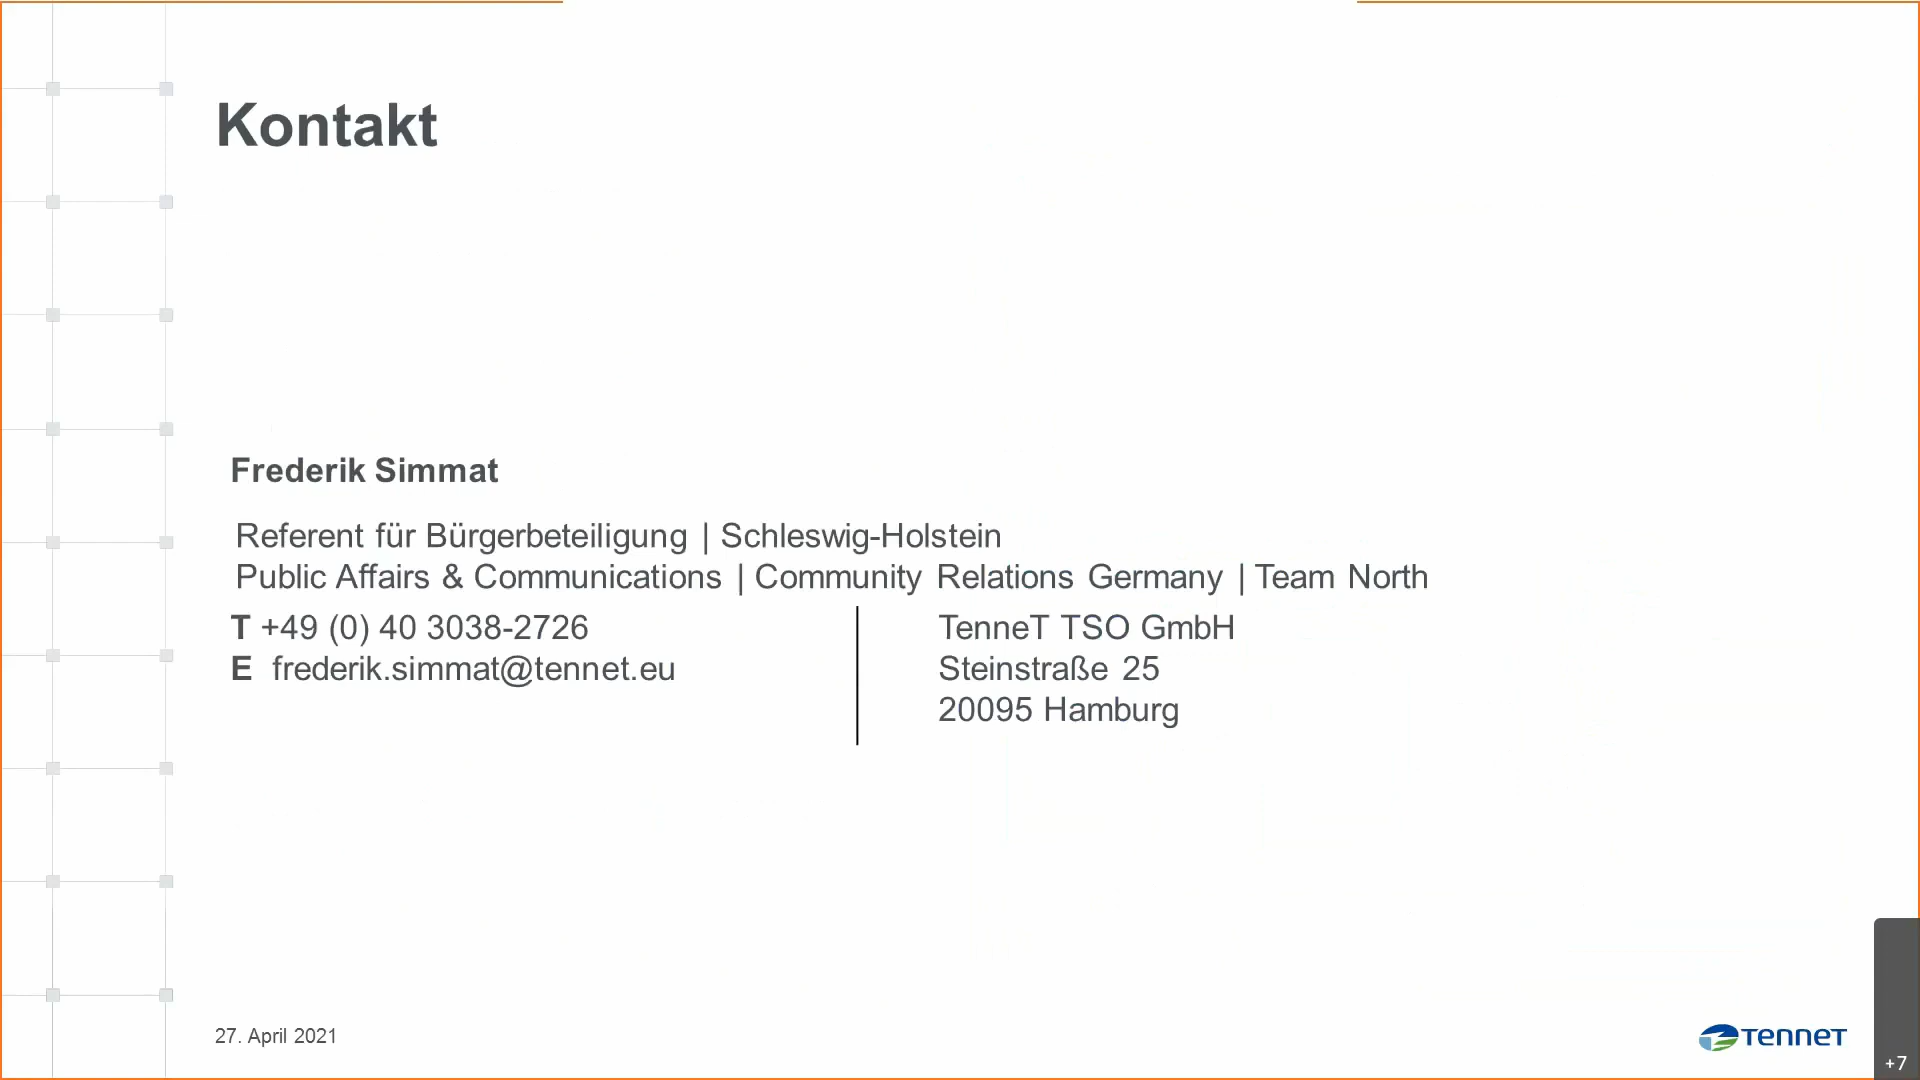 Kontakt
Frederik Simmat
Referent für Bürgerbeteiligung | Schleswig-Holstein
Public Affairs & Communications | Community Relations Germany | Team North
T +49 (0) 40 3038-2726
E frederik.simmat@tennet.eu
TenneT TSO GmbH
Steinstraße 25
20095 Hamburg
27. April 2021
TenneT
+7